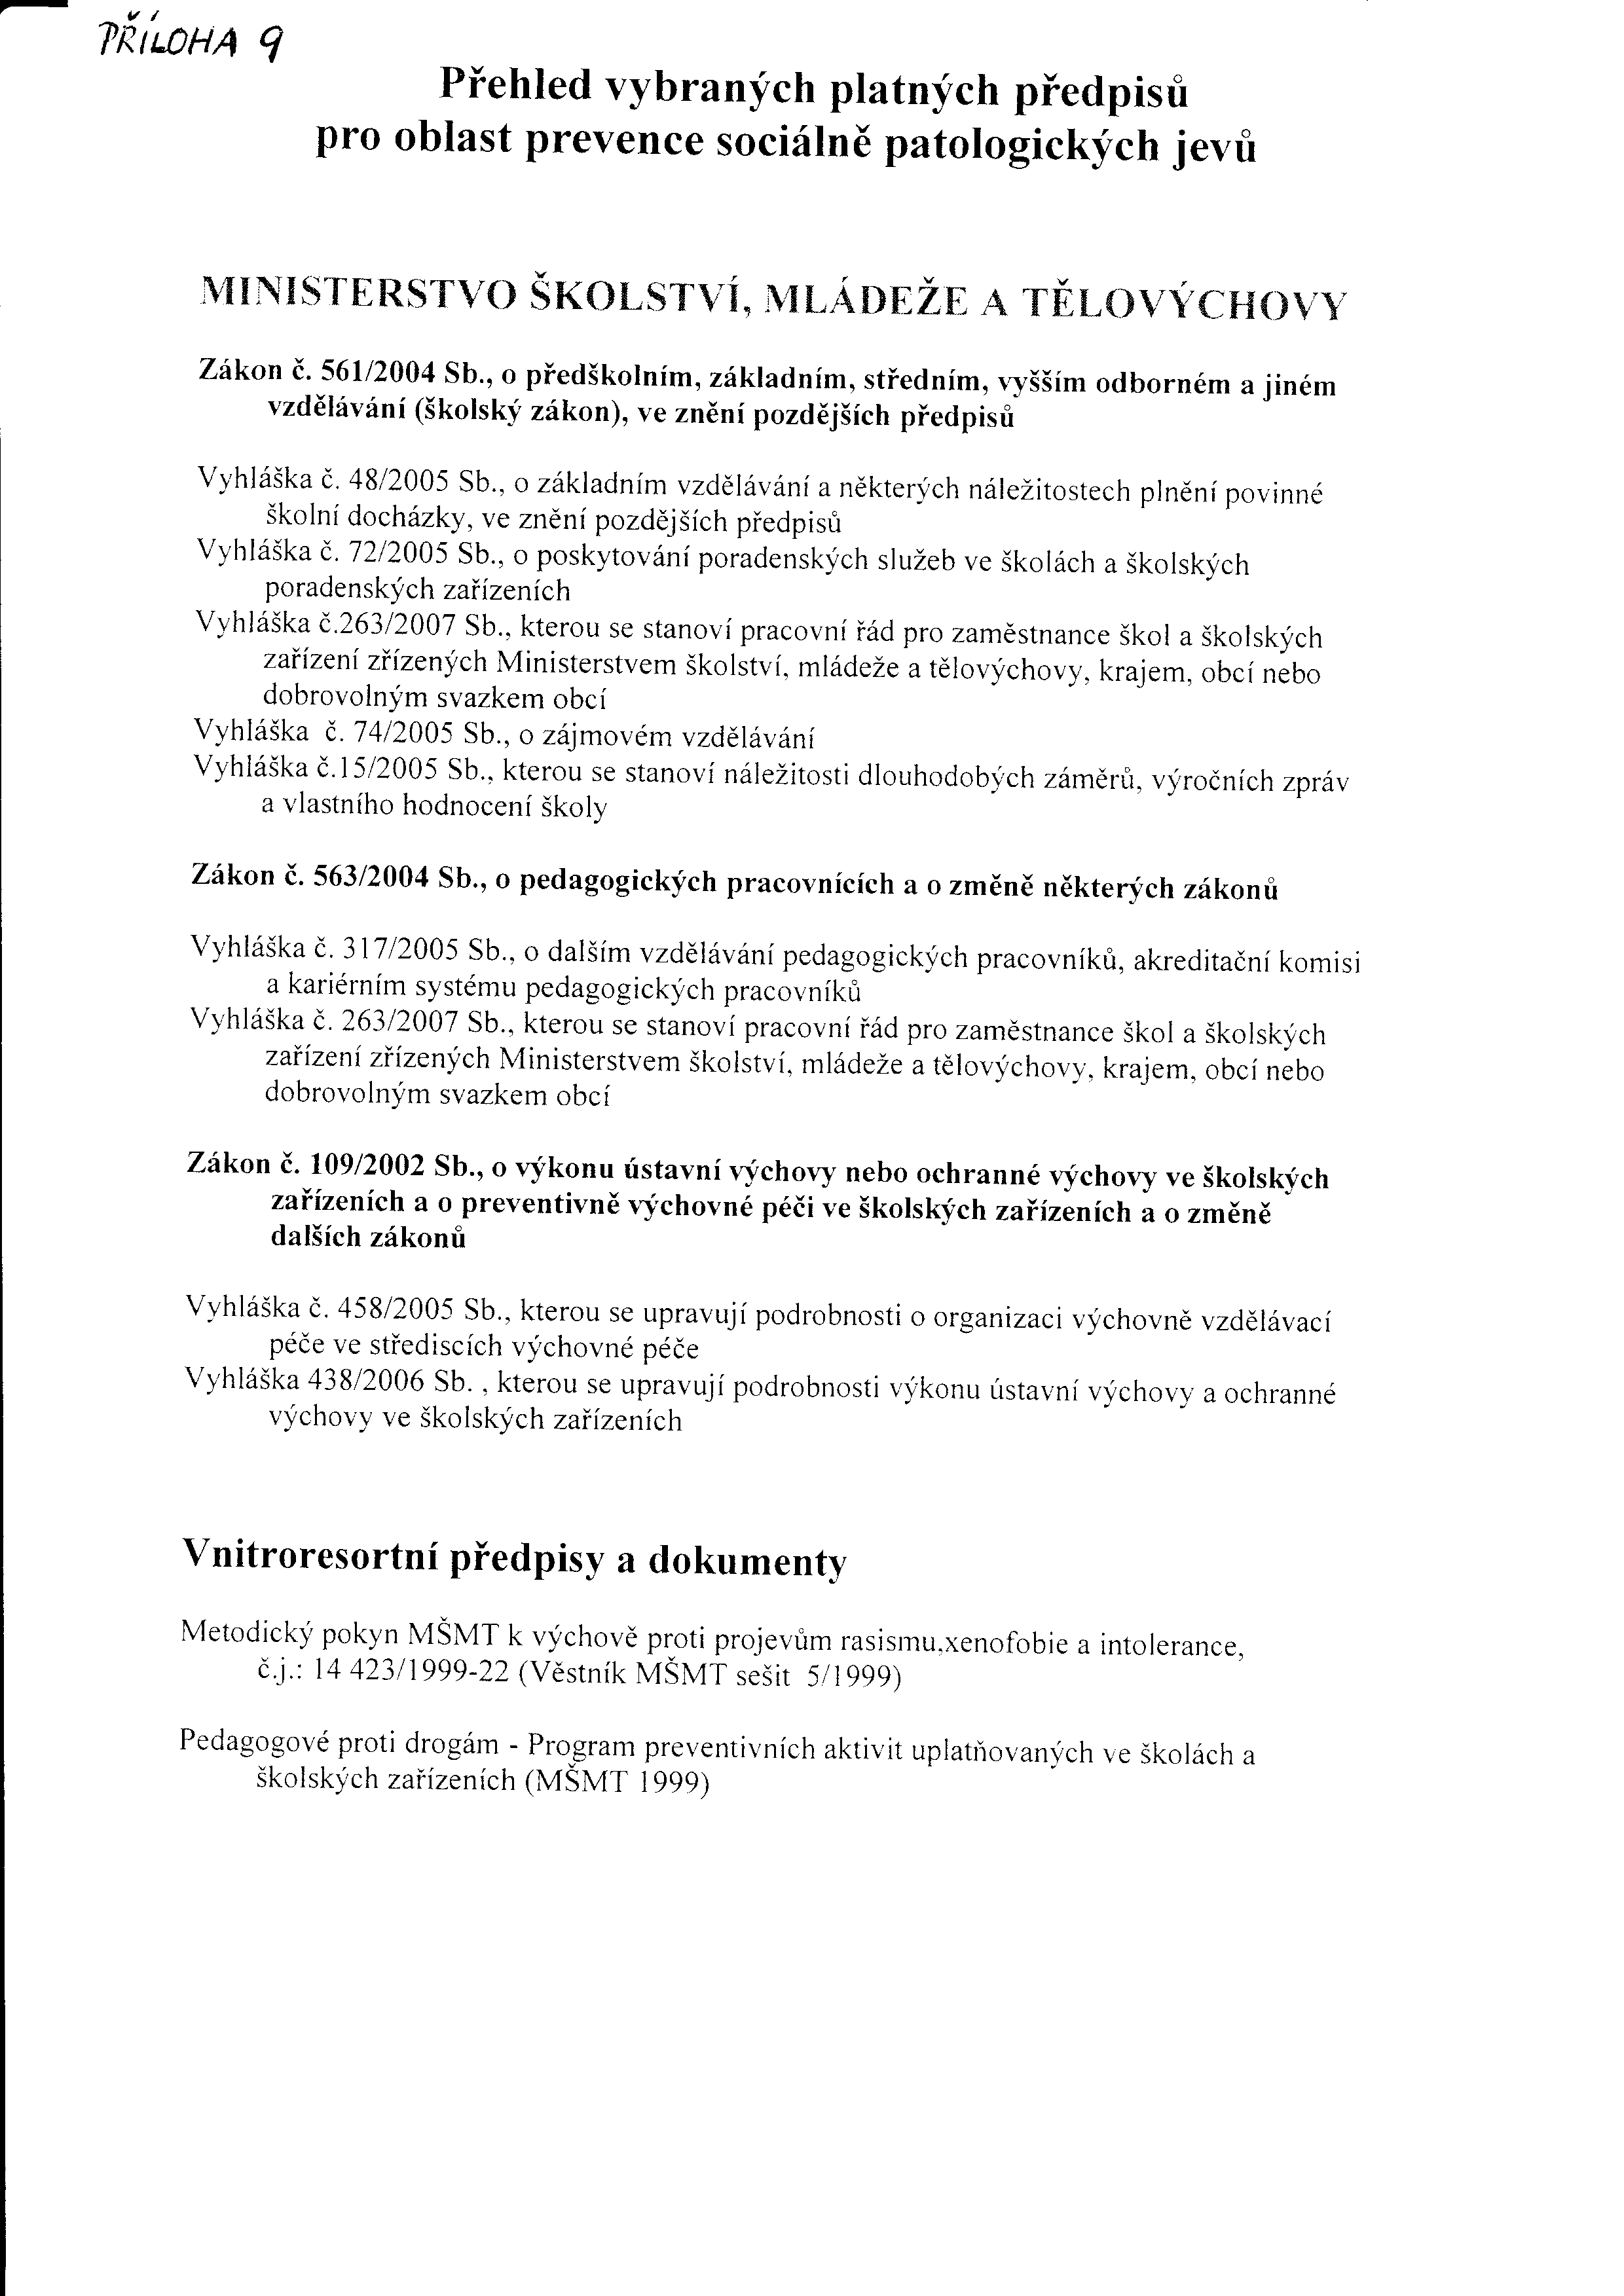 PŘÍLOHA 9
Přehled vybraných platných předpisů
pro oblast prevence sociálně patologických jevů
MINISTERSTVO ŠKOLSTVÍ, MLÁDEŽE A TĚLOVÝCHOVY
Zákon č. 561/2004 Sb., o předškolním, základním, středním, vyšším odborném a jiném
vzdělávání (školský zákon), ve znění pozdějších předpisů
Vyhláška č. 48/2005 Sb., o základním vzdělávání a některých náležitostech plnění povinné
školní docházky, ve znění pozdějších předpisů
Vyhláška č. 72/2005 Sb., o poskytování poradenských služeb ve školách a školských
poradenských zařízeních
Vyhláška č.263/2007 Sb., kterou se stanoví pracovní řád pro zaměstnance škol a školských
zařízení zřízených Ministerstvem školství, mládeže a tělovýchovy, krajem, obcí nebo
dobrovolným svazkem obcí
Vyhláška  č. 74/2005 Sb., o zájmovém vzdělávání
Vyhláška č.15/2005 Sb., kterou se stanoví náležitosti dlouhodobých záměrů, výročních zpráv
a vlastního hodnocení školy
Zákon č. 563/2004 Sb., o pedagogických pracovnících a o změně některých zákonů
Vyhláška č. 317/2005 Sb., o dalším vzdělávání pedagogických pracovníků, akreditační komisi
a kariérním systému pedagogických pracovníků
Vyhláška č. 263/2007 Sb., kterou se stanoví pracovní řád pro zaměstnance škol a školských
zařízení zřízených Ministerstvem školství, mládeže a tělovýchovy, krajem, obcí nebo
dobrovolným svazkem obcí
Zákon č. 109/2002 Sb., o výkonu ústavní výchovy nebo ochranné výchovy ve školských
zařízeních a o preventivně výchovné péči ve školských zařízeních a o změně
dalších zákonů
Vyhláška č. 458/2005 Sb., kterou se upravují podrobnosti o organizaci výchovně vzdělávací
péče ve střediscích výchovné péče
Vyhláška 438/2006 Sb. , kterou se upravují podrobnosti výkonu ústavní výchovy a ochranné
výchovy ve školských zařízeních
Vnitroresortní předpisy a dokumenty
Metodický pokyn MŠMT k výchově proti projevům rasismu,xenofobie a intolerance,
č.j.: 14 423/1999-22 (Věstník MŠMT sešit  5/1999)
Pedagogové proti drogám - Program preventivních aktivit uplatňovaných ve školách a
školských zařízeních (MŠMT 1999)